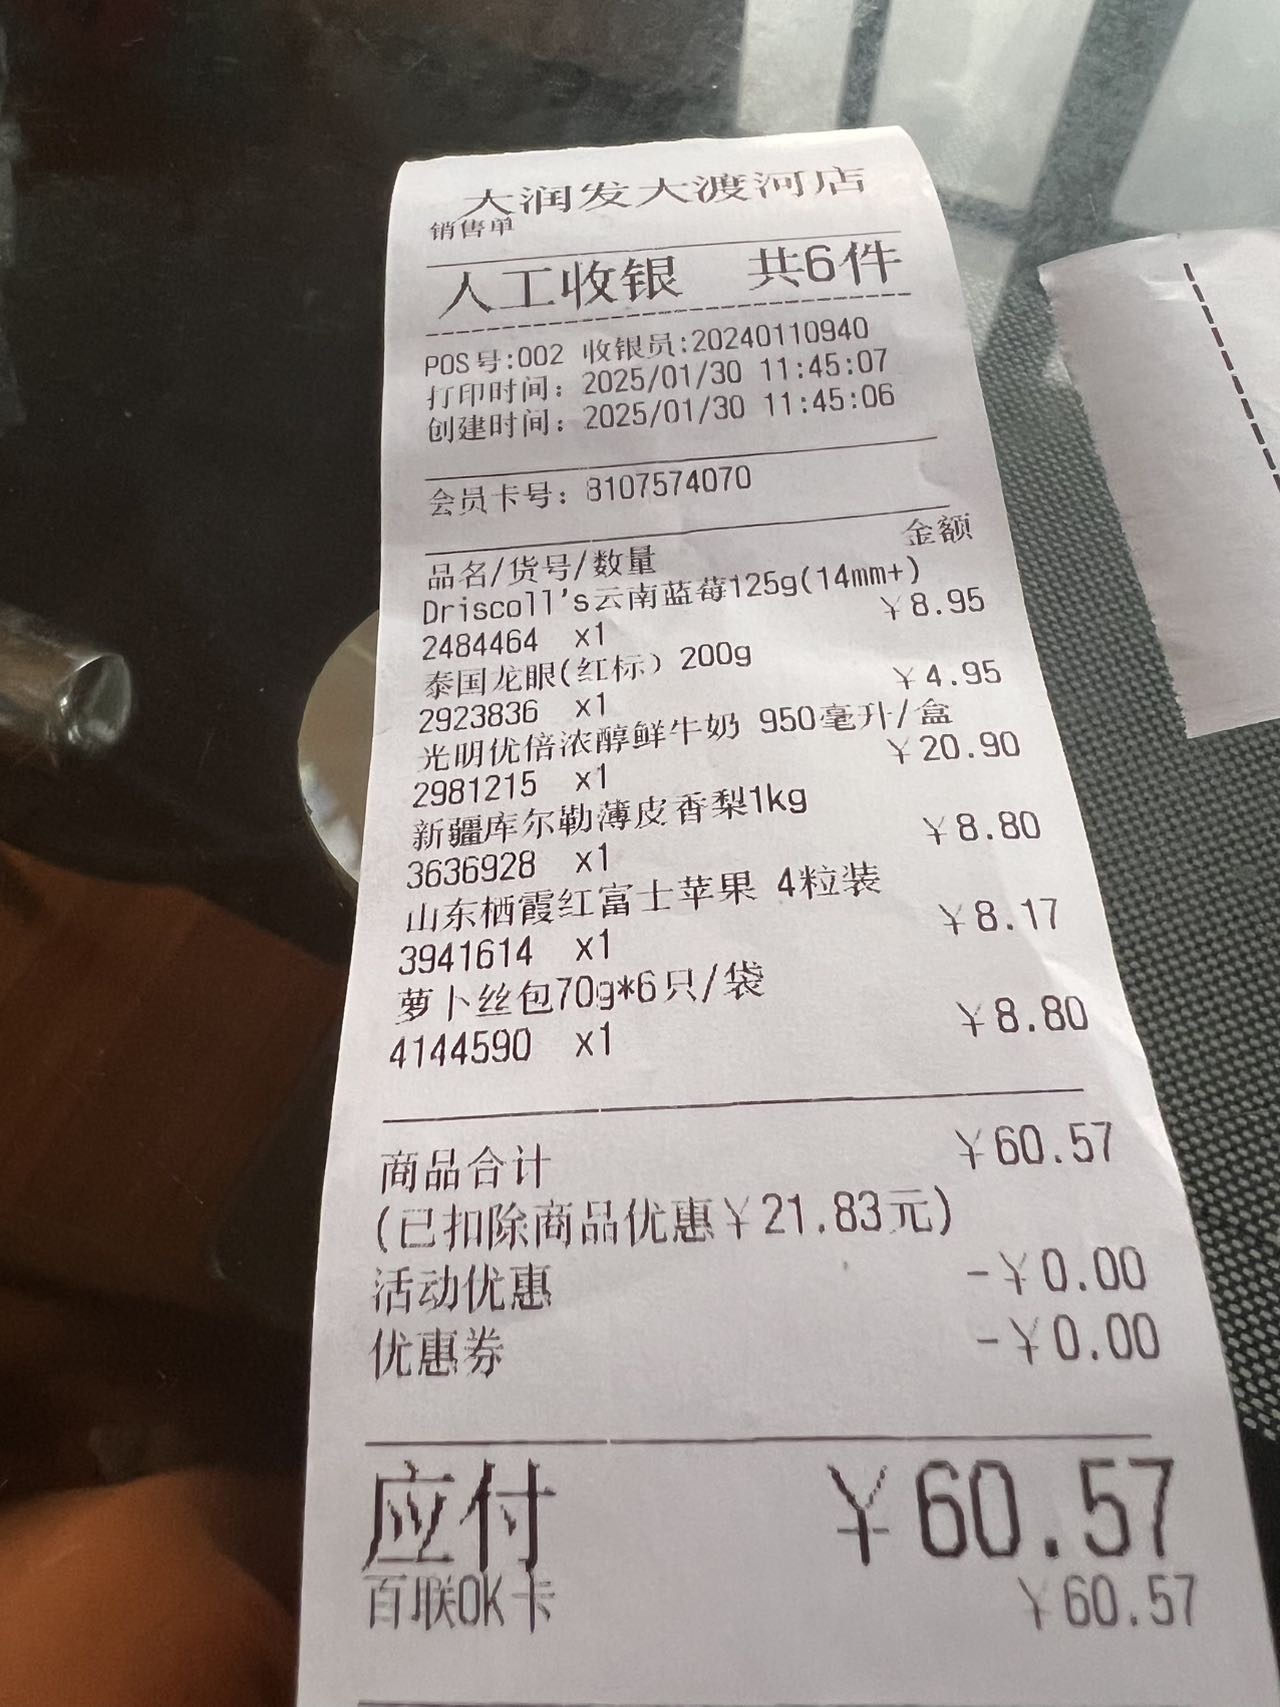 大润发大渡河店
销售单
人工收银 共6件
POS号:002 收银员:20240110940
打印时间：2025/01/30 11:45:07
创建时间：2025/01/30 11:45:06
会员卡号：8107574070
金额
品名/货号/数量
Driscoll's云南蓝莓125g(14mm+)
2484464 x1 ¥8.95
泰国龙眼(红标）200g
2923836 x1 ¥4.95
光明优倍浓醇鲜牛奶 950毫升/盒
2981215 x1 ¥20.90
新疆库尔勒薄皮香梨1kg
3636928 x1 ¥8.80
山东栖霞红富士苹果 4粒装
3941614 x1 ¥8.17
萝卜丝包70g*6只/袋
4144590 x1 ¥8.80
商品合计 ¥60.57
(已扣除商品优惠¥21.83元)
活动优惠 -¥0.00
优惠券 -¥0.00
应付 ¥60.57
百联OK卡 ¥60.57